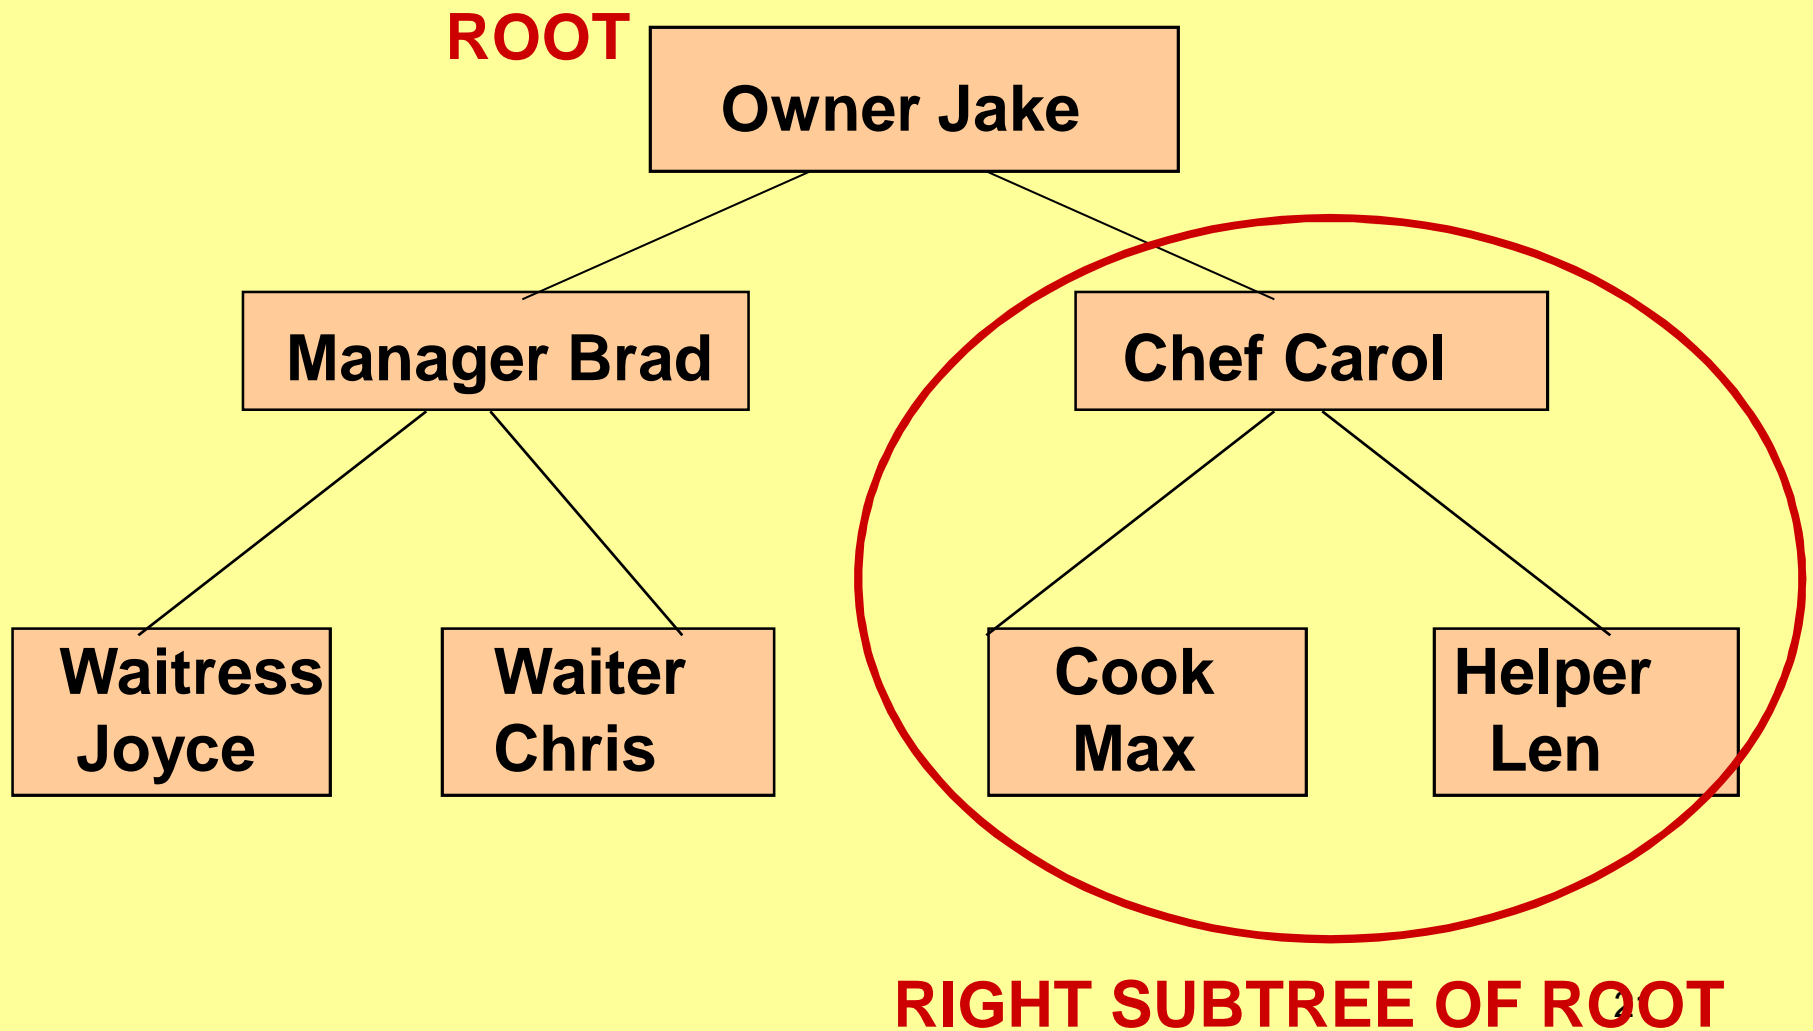 ROOT
Owner Jake
Manager Brad
Chef Carol
Waitress
Joyce
Waiter
Chris
Cook
Max
Helper
Len
RIGHT SUBTREE OF ROOT